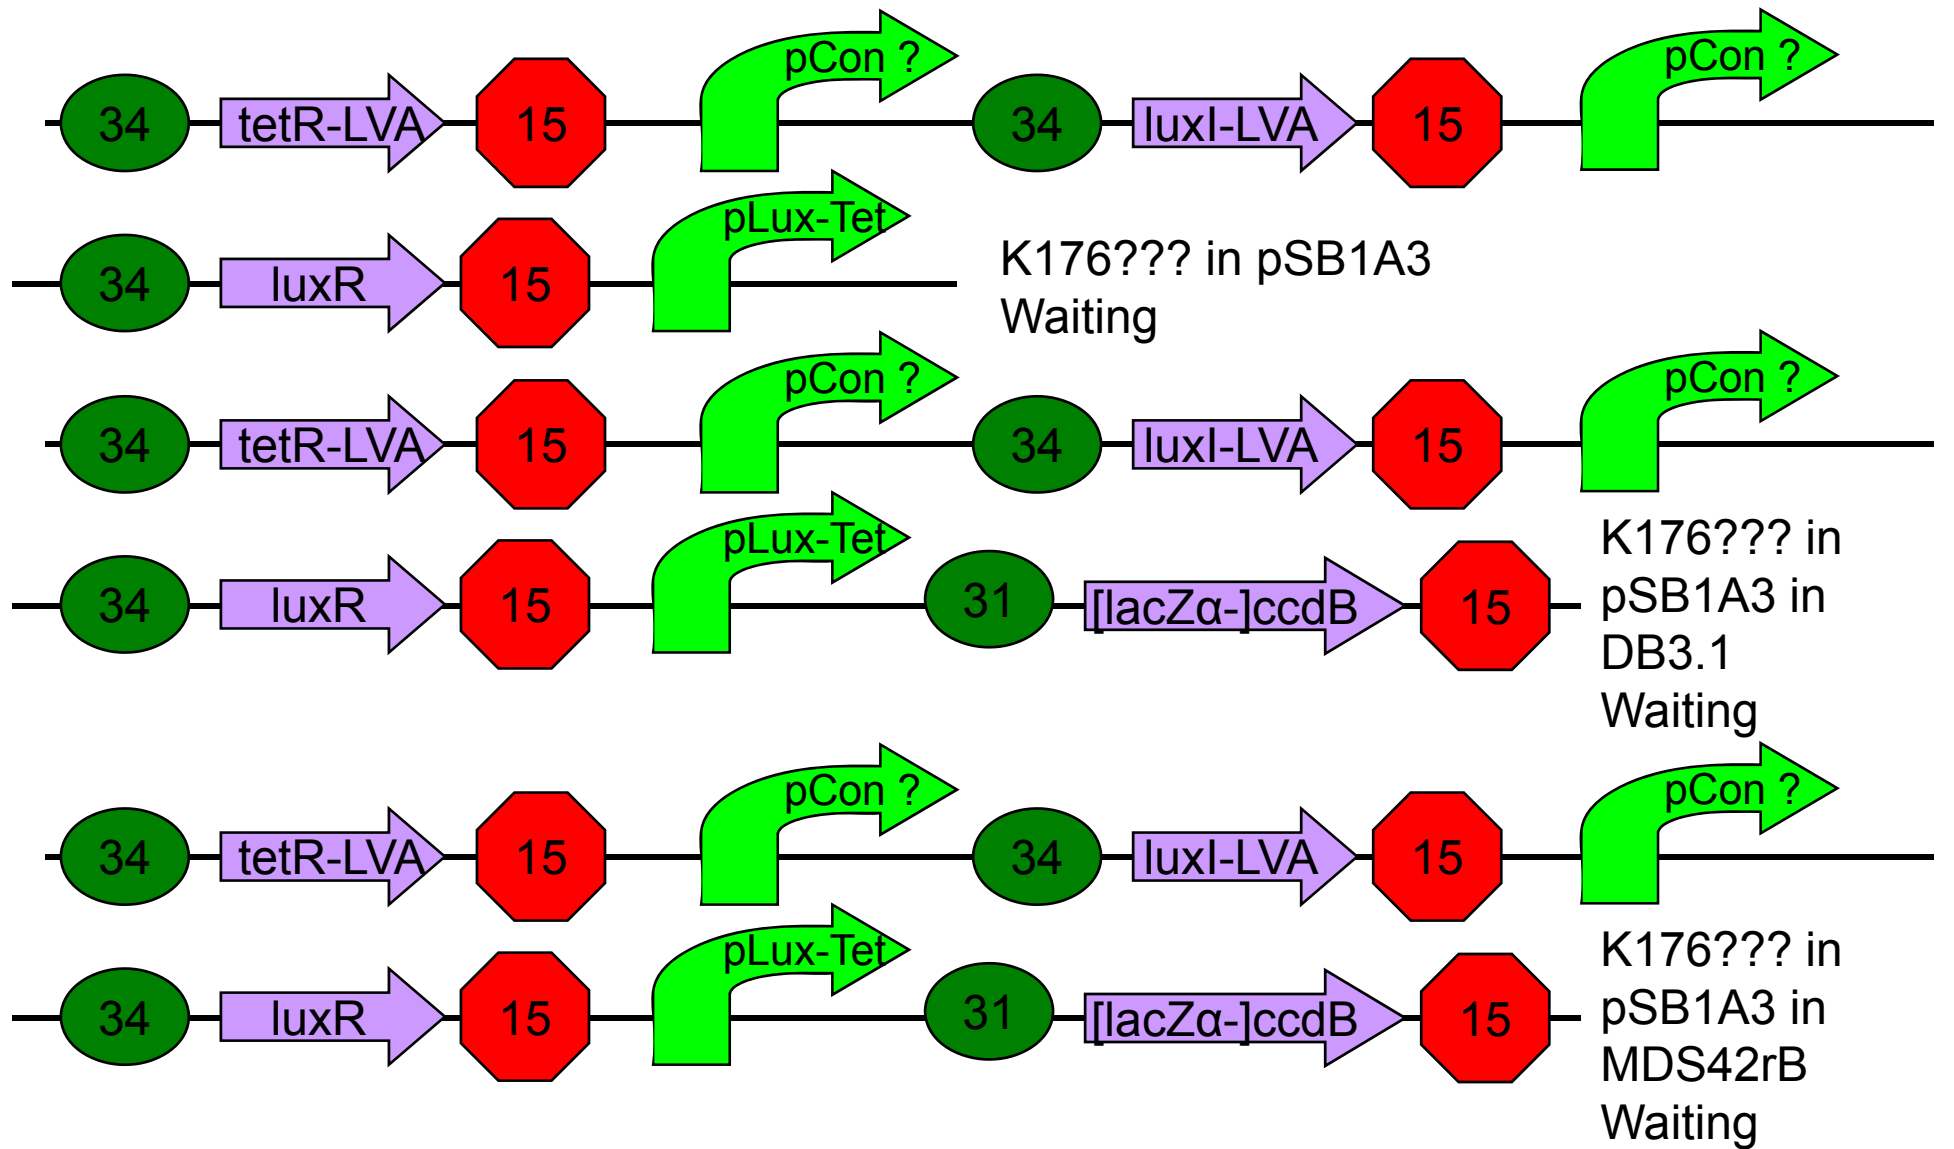 34 tetR-LVA 15 pCon ? 34 luxI-LVA 15 pCon ?
34 luxR 15 pLux-Tet K176??? in pSB1A3
Waiting
34 tetR-LVA 15 pCon ? 34 luxI-LVA 15 pCon ?
34 luxR 15 pLux-Tet 31 [lacZα-]ccdB 15 K176??? in
pSB1A3 in
DB3.1
Waiting
34 tetR-LVA 15 pCon ? 34 luxI-LVA 15 pCon ?
34 luxR 15 pLux-Tet 31 [lacZα-]ccdB 15 K176??? in
pSB1A3 in
MDS42rB
Waiting